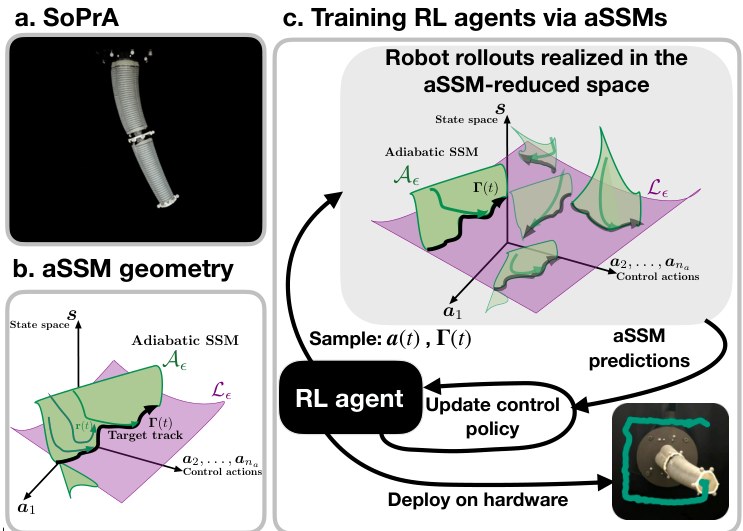 a. SoPrA
b. aSSM geometry
s
State space
Adiabatic SSM
𝒜ϵ
ℒϵ
r(t)
Γ(t)
Target track
a₂, . . . , aₙₐ
Control actions
a₁
c. Training RL agents via aSSMs
Robot rollouts realized in the
aSSM-reduced space
s
State space
Adiabatic SSM
𝒜ϵ
Γ(t)
ℒϵ
a₂, . . . , aₙₐ
Control actions
a₁
Sample: a(t) , Γ(t)
aSSM
predictions
RL agent
Update control
policy
Deploy on hardware